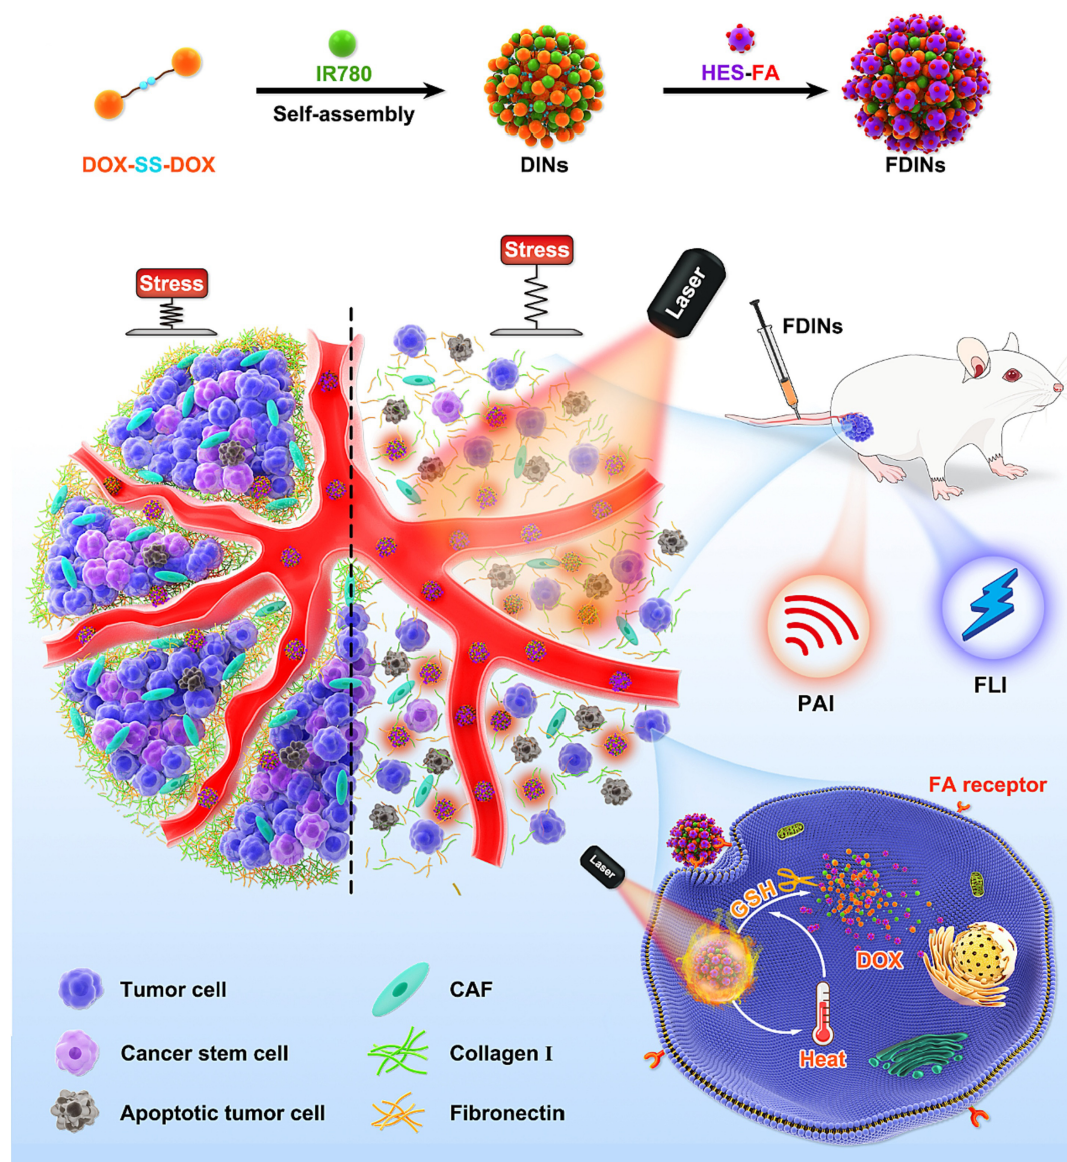 IR780
Self-assembly
HES-FA
DOX-SS-DOX
DINs
FDINs
Stress
Stress
Laser
FDINs
PAI
FLI
FA receptor
Laser
GSH
DOX
Heat
Tumor cell
CAF
Cancer stem cell
Collagen I
Apoptotic tumor cell
Fibronectin